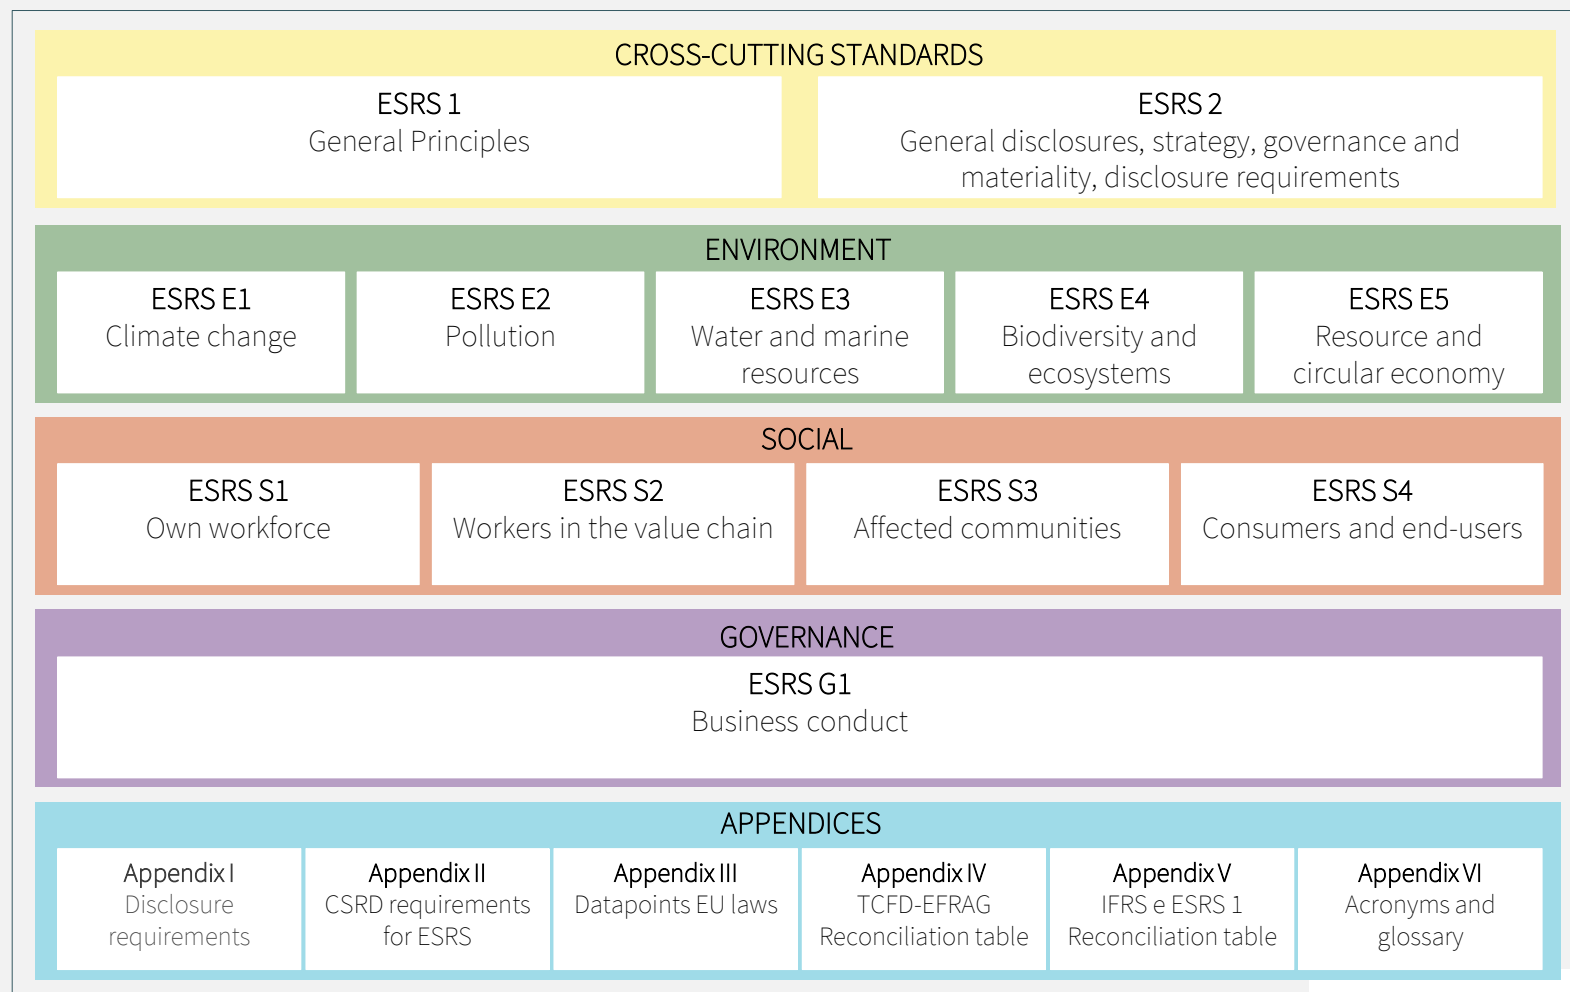 CROSS-CUTTING STANDARDS
ESRS 1
General Principles
ESRS 2
General disclosures, strategy, governance and
materiality, disclosure requirements
ENVIRONMENT
ESRS E1
Climate change
ESRS E2
Pollution
ESRS E3
Water and marine
resources
ESRS E4
Biodiversity and
ecosystems
ESRS E5
Resource and
circular economy
SOCIAL
ESRS S1
Own workforce
ESRS S2
Workers in the value chain
ESRS S3
Affected communities
ESRS S4
Consumers and end-users
GOVERNANCE
ESRS G1
Business conduct
APPENDICES
Appendix I
Disclosure
requirements
Appendix II
CSRD requirements
for ESRS
Appendix III
Datapoints EU laws
Appendix IV
TCFD-EFRAG
Reconciliation table
Appendix V
IFRS e ESRS 1
Reconciliation table
Appendix VI
Acronyms and
glossary